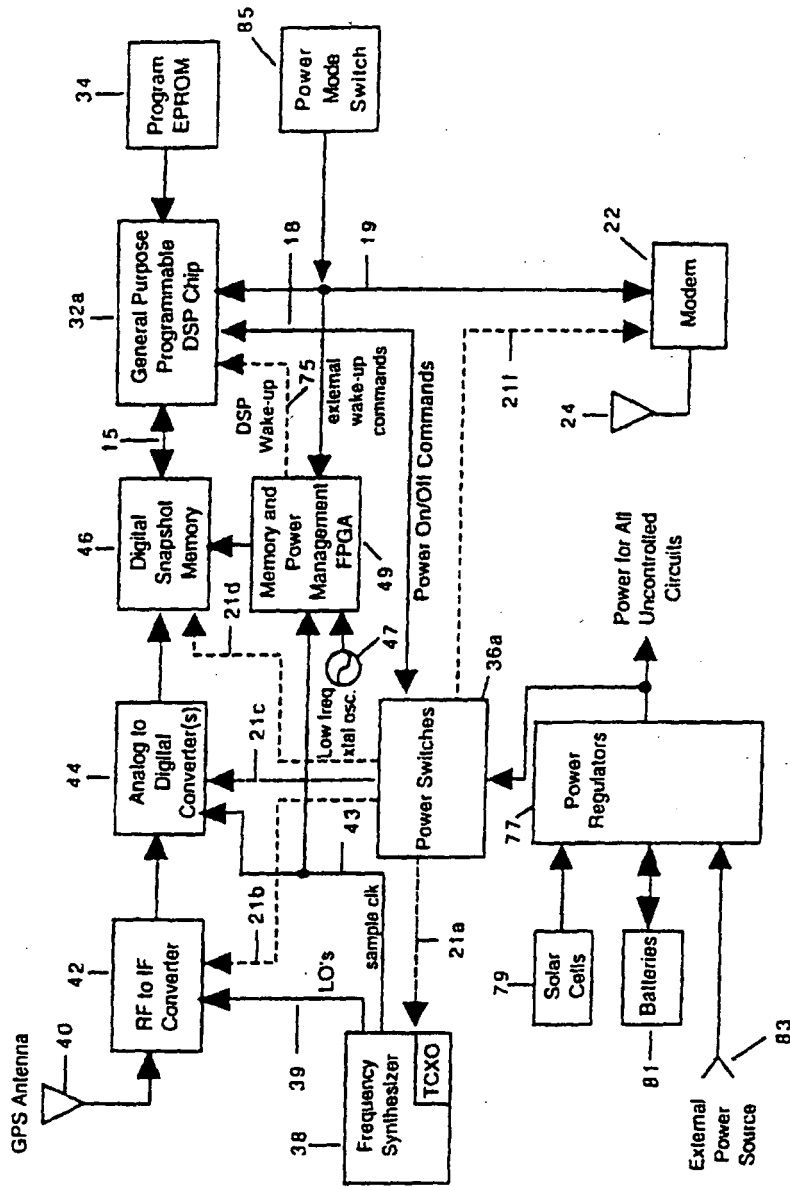 GPS Antenna
40
42
RF to IF
Converter
39
LO's
38
Frequency
Synthesizer
TCXO
sample clk
43
21b
44
Analog to
Digital
Converter(s)
21c
21d
46
Digital
Snapshot
Memory
15
Memory and
Power
Management
FPGA
49
47
Low freq
xtal osc.
DSP
Wake-up
75
external
wake-up
commands
32a
General Purpose
Programmable
DSP Chip
34
Program
EPROM
85
Power
Mode
Switch
18
19
Power On/Off Commands
36a
Power Switches
21a
21f
22
Modem
24
77
Power
Regulators
Power for All
Uncontrolled
Circuits
79
Solar
Cells
81
Batteries
83
External
Power
Source